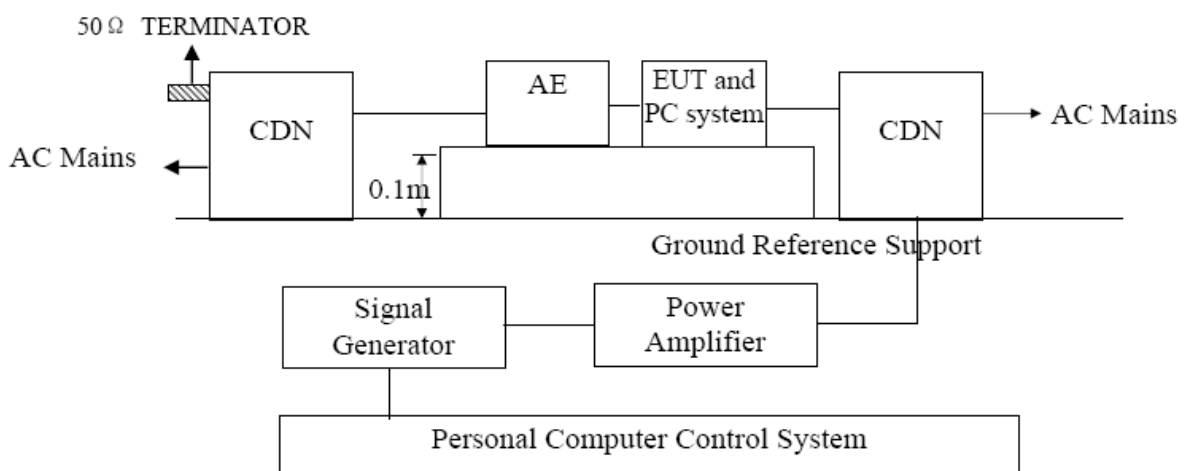 50 Ω TERMINATOR
CDN
AC Mains
AE
EUT and
PC system
CDN
AC Mains
0.1m
Ground Reference Support
Signal
Generator
Power
Amplifier
Personal Computer Control System